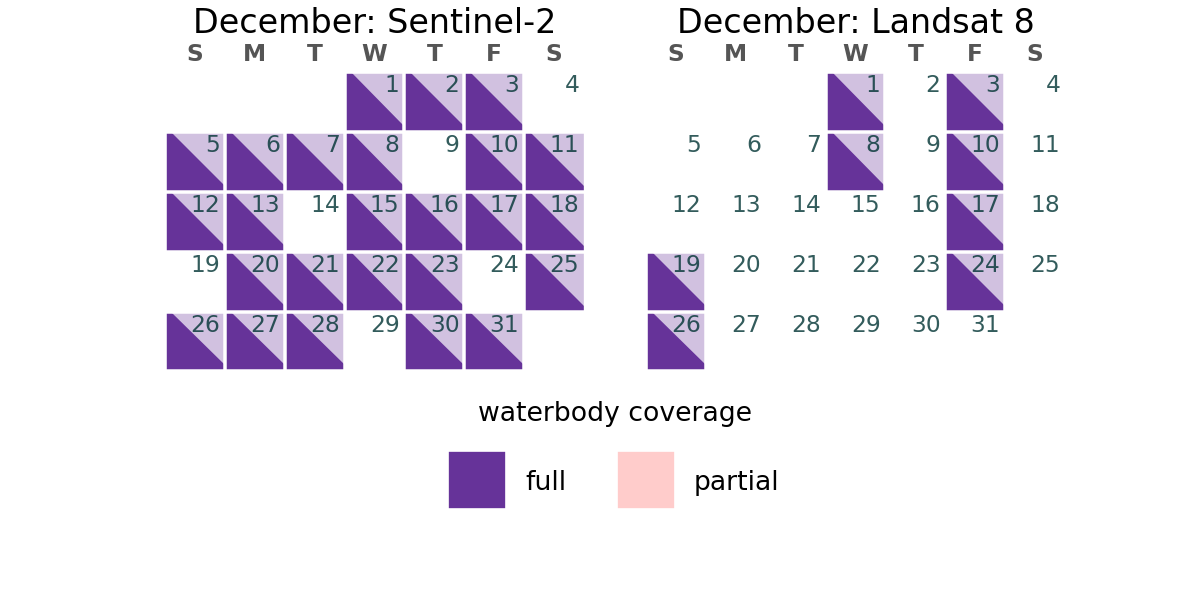 December: Sentinel-2
S M T W T F S
1 2 3 4
5 6 7 8 9 10 11
12 13 14 15 16 17 18
19 20 21 22 23 24 25
26 27 28 29 30 31
December: Landsat 8
S M T W T F S
1 2 3 4
5 6 7 8 9 10 11
12 13 14 15 16 17 18
19 20 21 22 23 24 25
26 27 28 29 30 31
waterbody coverage
full partial